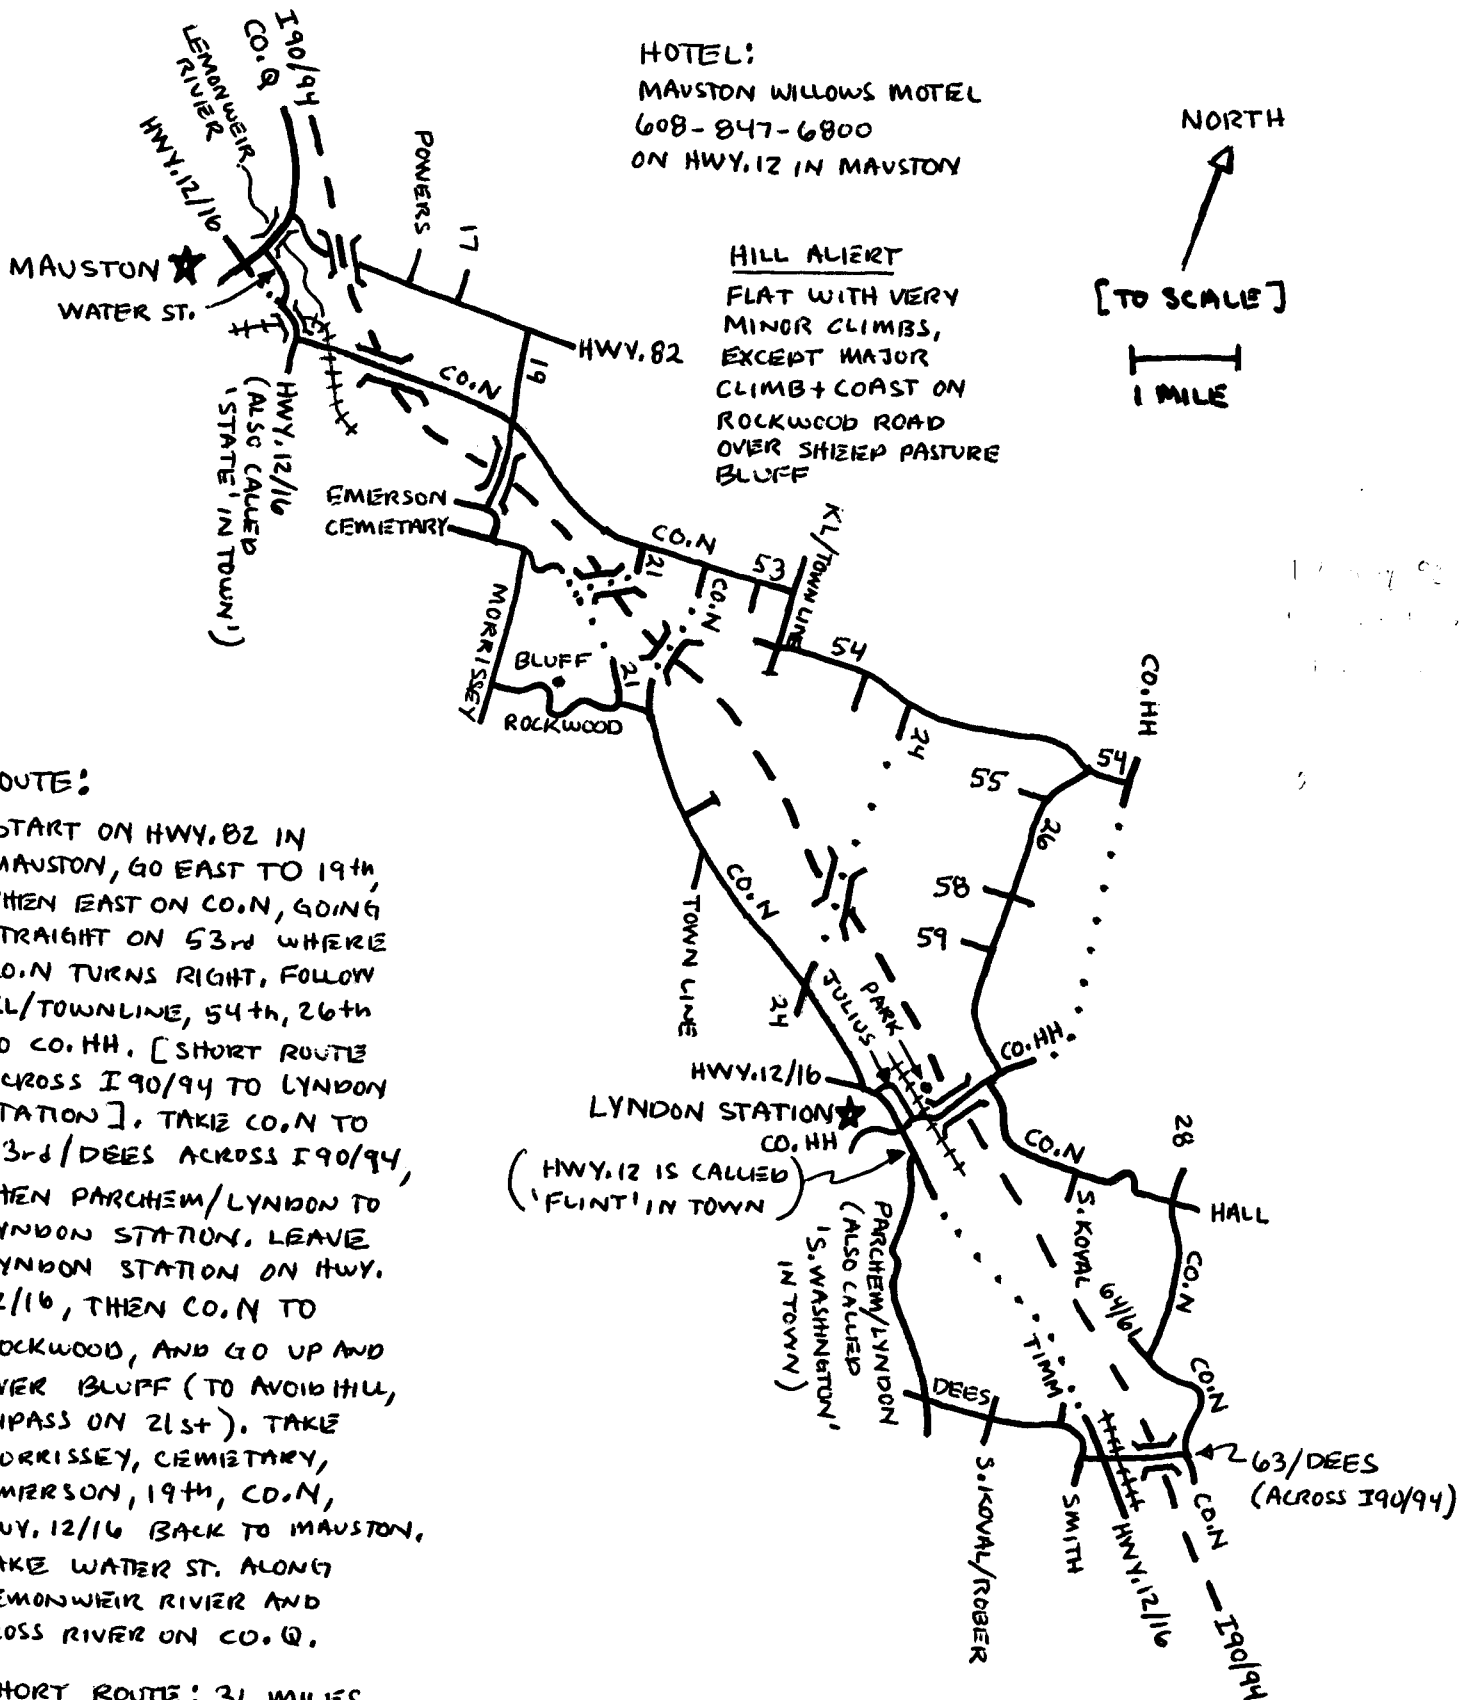 I90/94
CO.Q
LEMONWEIR
RIVER
HWY.12/16
MAUSTON
WATER ST.
HOTEL:
MAUSTON WILLOWS MOTEL
608-847-6800
ON HWY.12 IN MAUSTON
NORTH
[TO SCALE]
1 MILE
HILL ALERT
FLAT WITH VERY
MINOR CLIMBS,
EXCEPT MAJOR
CLIMB + COAST ON
ROCKWOOD ROAD
OVER SHEEP PASTURE
BLUFF
POWERS
17
HWY.82
19
CO.N
HWY.12/16
(ALSO CALLED
'STATE' IN TOWN')
EMERSON
CEMETARY
MORRISSEY
BLUFF
ROCKWOOD
21
CO.N
21
CO.N
53
KL/TOWNLINE
54
24
CO.HH
54
55
26
58
59
CO.N
TOWN LINE
24
JULIUS
PARK
HWY.12/16
LYNDON STATION
CO.HH
CO.HH
(HWY.12 IS CALLED
'FLINT' IN TOWN)
CO.N
28
HALL
S.KOVAL
CO.N
PARCHEM/LYNDON
(ALSO CALLED
'S.WASHINGTON'
IN TOWN)
TIMM
CO.N
DEES
63/DEES
(ACROSS I90/94)
CO.N
S.KOVAL/ROBER
SMITH
HWY.12/16
I90/94
OUTE:
START ON HWY.82 IN
MAUSTON, GO EAST TO 19th,
HEN EAST ON CO.N, GOING
TRAIGHT ON 53rd WHERE
O.N TURNS RIGHT. FOLLOW
L/TOWNLINE, 54th, 26th
O CO.HH. [SHORT ROUTE
CROSS I90/94 TO LYNDON
TATION]. TAKE CO.N TO
3rd/DEES ACROSS I90/94,
HEN PARCHEM/LYNDON TO
YNDON STATION. LEAVE
YNDON STATION ON HWY.
2/16, THEN CO.N TO
OCKWOOD, AND GO UP AND
VER BLUFF (TO AVOID HILL,
YPASS ON 21st). TAKE
ORRISSEY, CEMETARY,
MERSON, 19th, CO.N,
WY.12/16 BACK TO MAUSTON.
AKE WATER ST. ALONG
EMONWEIR RIVER AND
OSS RIVER ON CO.Q.
HORT ROUTE: 31 MILES